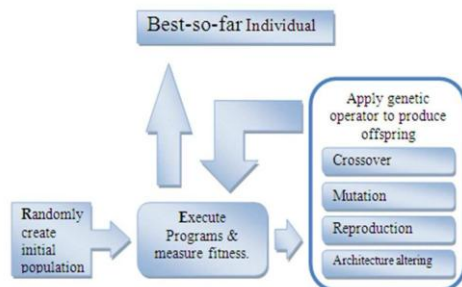 Best-so-far Individual
Apply genetic
operator to produce
offspring
Crossover
Mutation
Reproduction
Architecture altering
Randomly
create
initial
population
Execute
Programs &
measure fitness.